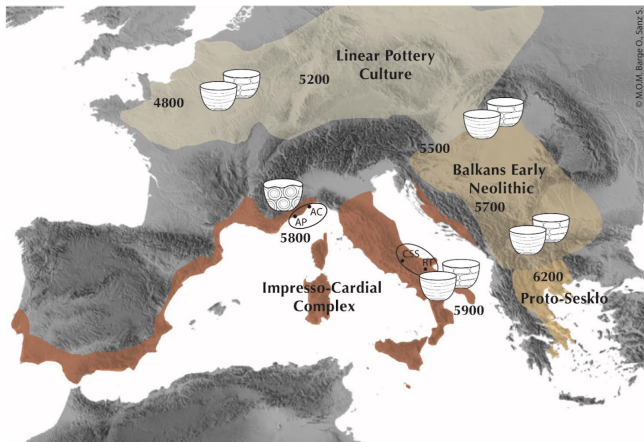 © M.O.M. Barge O., Sanz S.
Linear Pottery
Culture
5200
4800
5500
Balkans Early
Neolithic
5700
AC
AP
5800
CSS
Impresso-Cardial
Complex
5900
6200
Proto-Sesklo